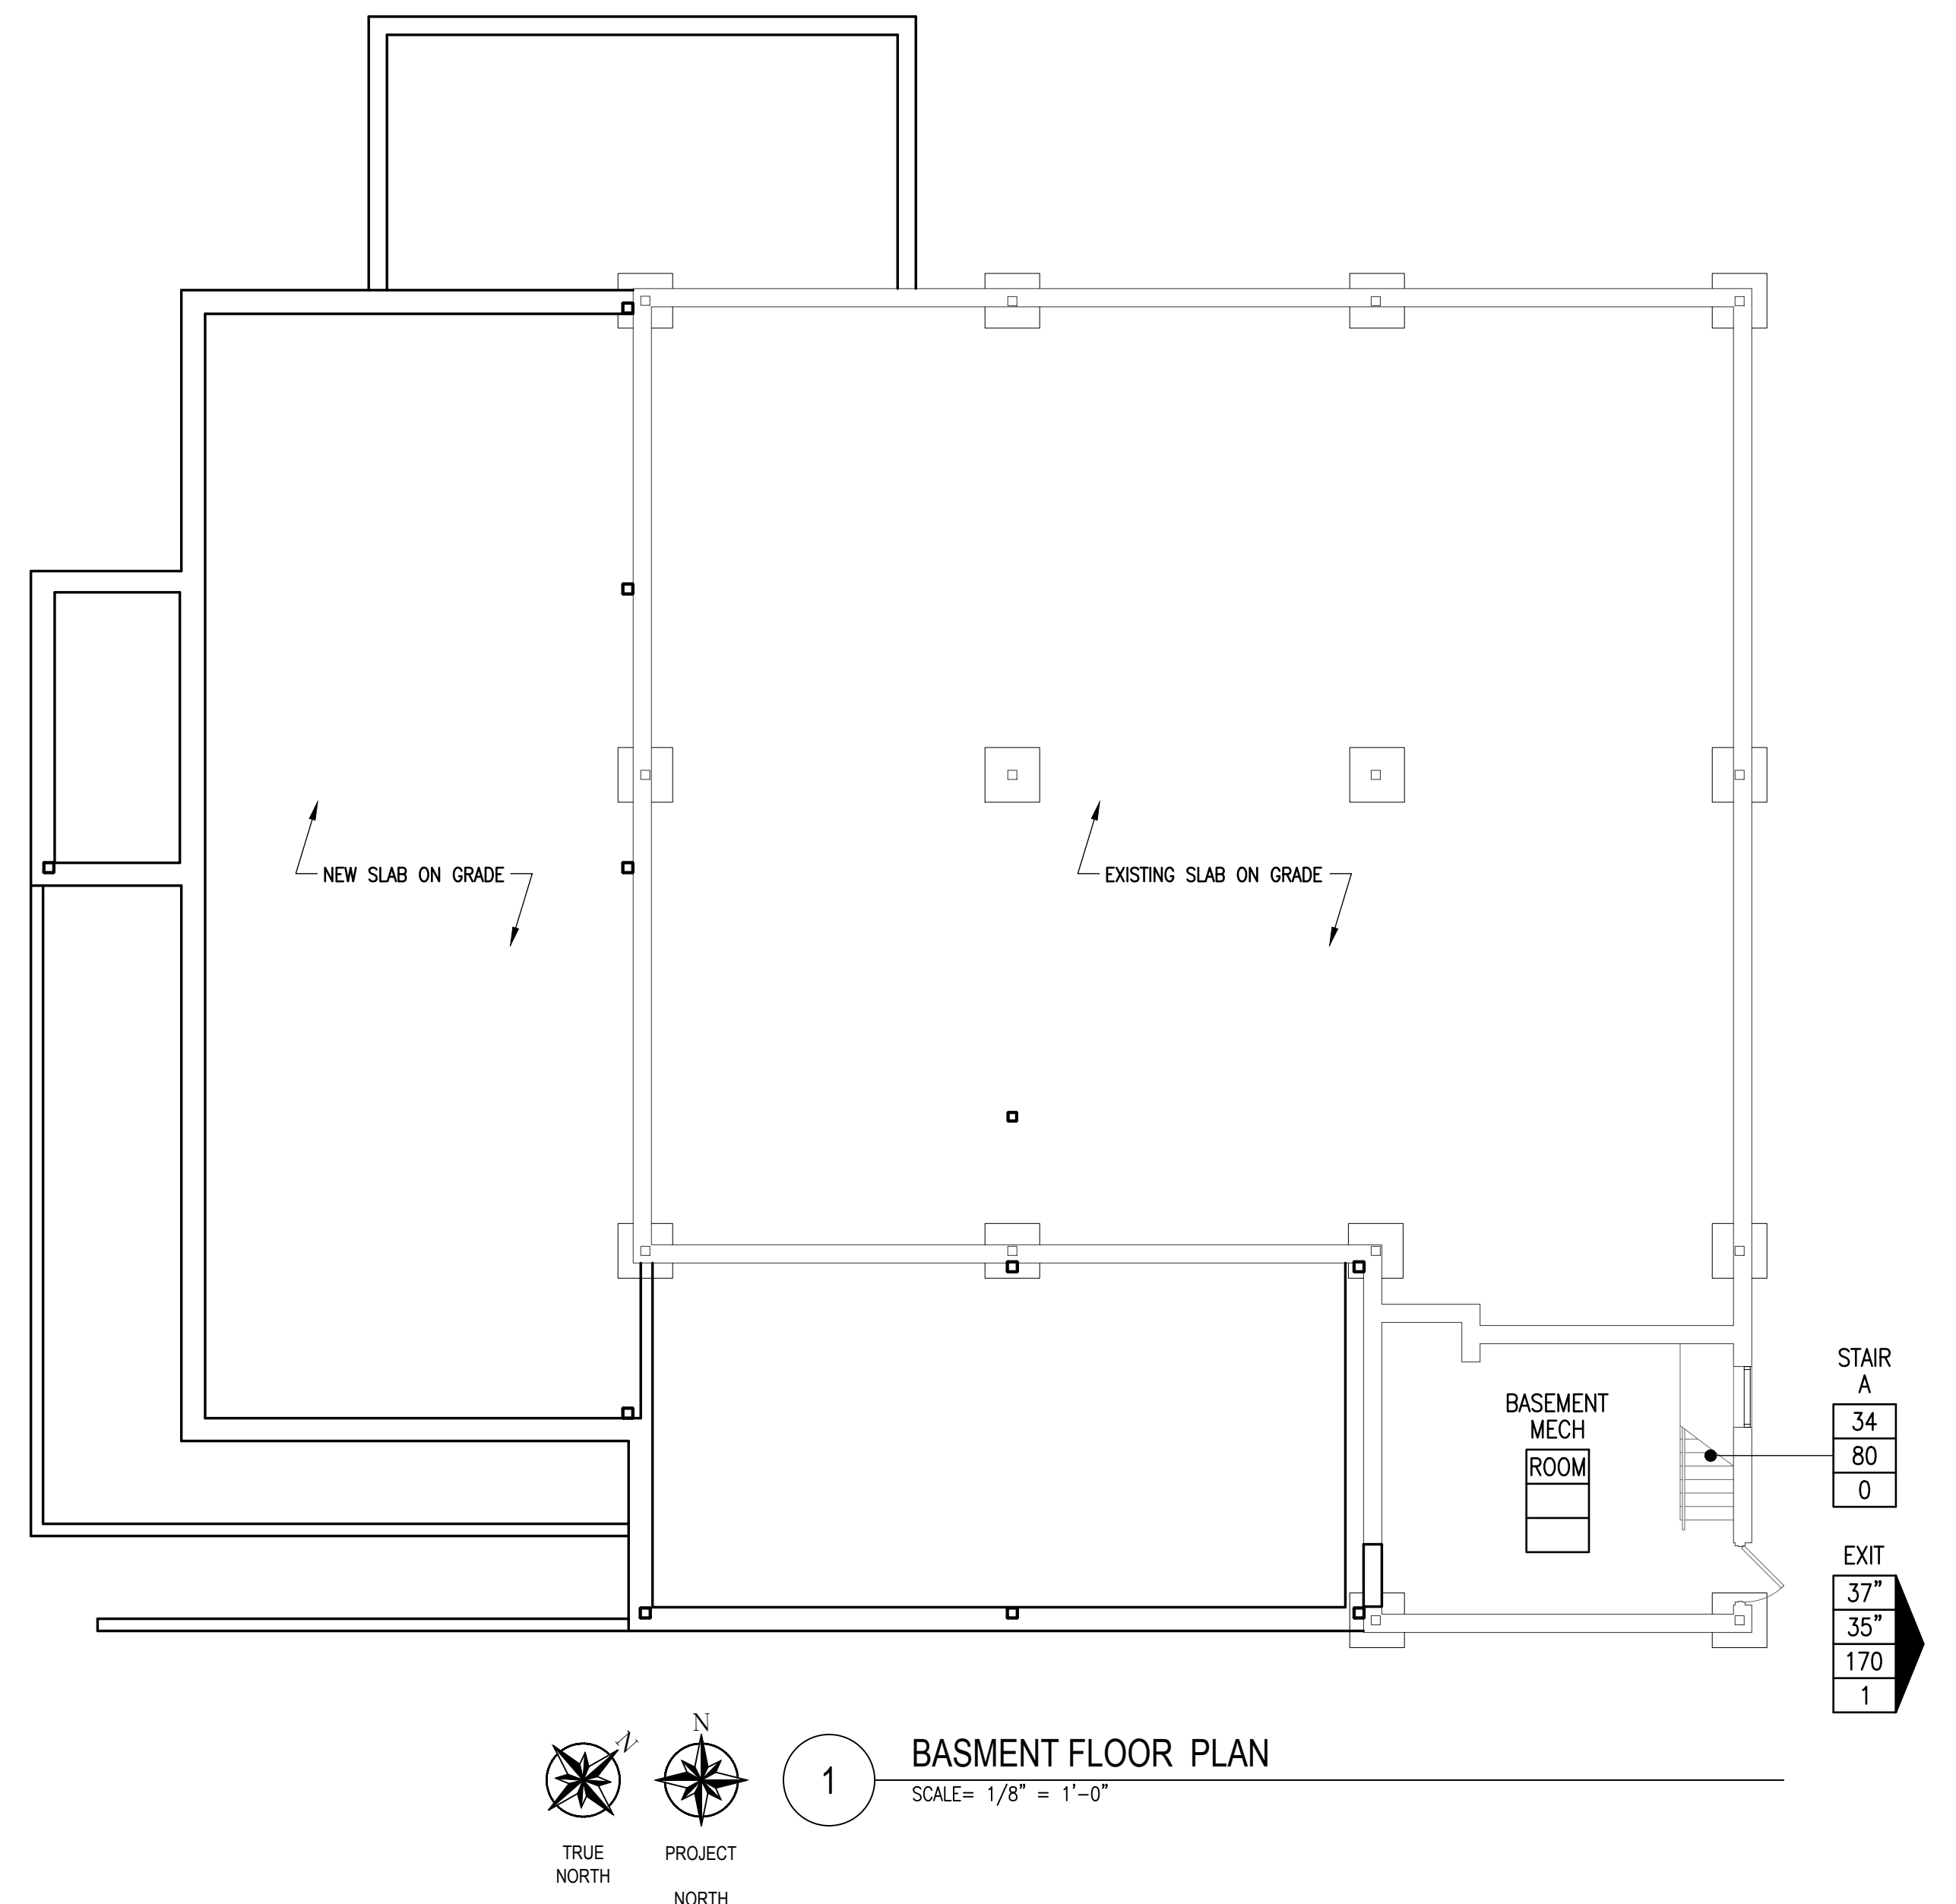 NEW SLAB ON GRADE
EXISTING SLAB ON GRADE
STAIR
A
34
80
0
BASEMENT
MECH
ROOM
EXIT
37”
35”
170
1
N
TRUE
NORTH
N
PROJECT
NORTH
1
BASMENT FLOOR PLAN
SCALE= 1/8” = 1'-0”